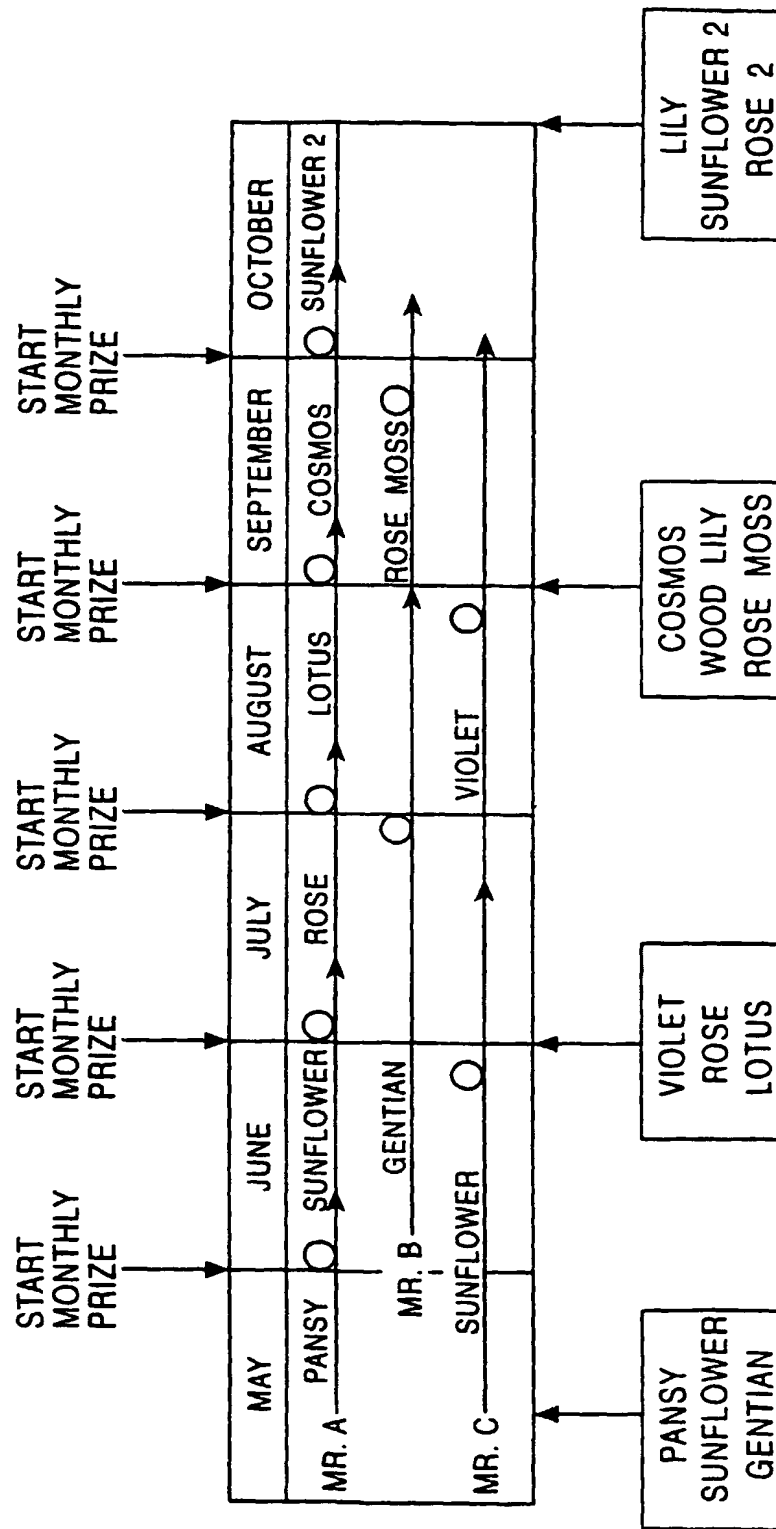 START
MONTHLY
PRIZE
START
MONTHLY
PRIZE
START
MONTHLY
PRIZE
START
MONTHLY
PRIZE
START
MONTHLY
PRIZE
MAY
JUNE
JULY
AUGUST
SEPTEMBER
OCTOBER
MR. A
PANSY
SUNFLOWER
ROSE
LOTUS
COSMOS
SUNFLOWER 2
MR. B
GENTIAN
ROSE MOSS
MR. C
SUNFLOWER
VIOLET
PANSY
SUNFLOWER
GENTIAN
VIOLET
ROSE
LOTUS
COSMOS
WOOD LILY
ROSE MOSS
LILY
SUNFLOWER 2
ROSE 2